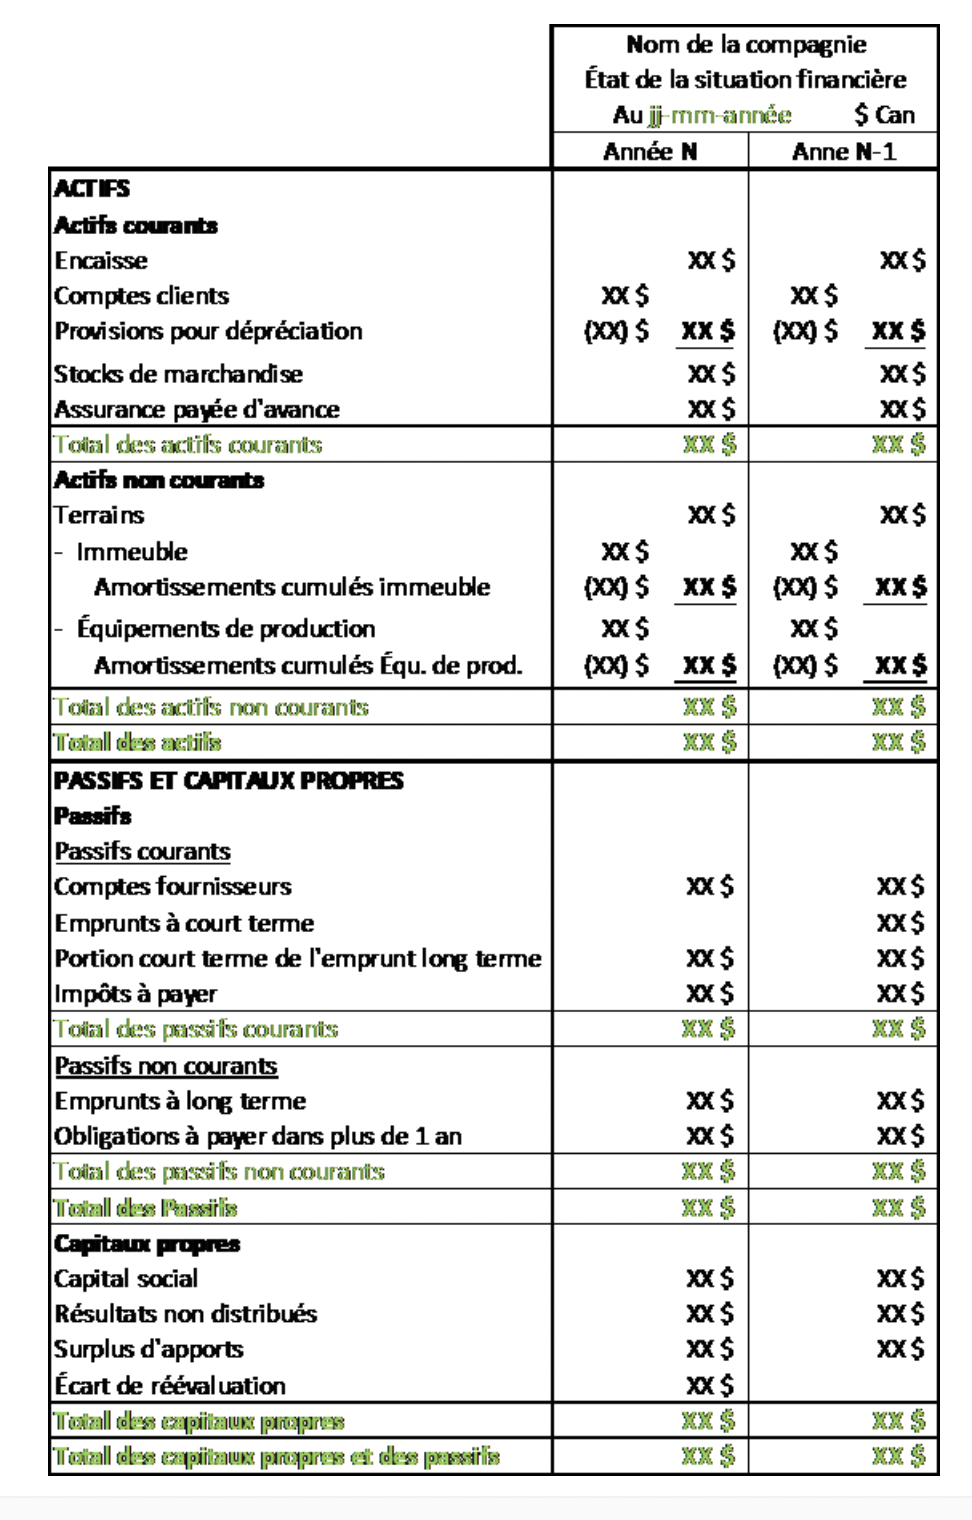 Nom de la compagnie
État de la situation financière
Au jj-mm-année $ Can
Année N Anne N-1
ACTIFS
Actifs courants
Encaisse XX $ XX $
Comptes clients XX $ XX $
Provisions pour dépréciation (XX) $ XX $ (XX) $ XX $
Stocks de marchandise XX $ XX $
Assurance payée d'avance XX $ XX $
Total des actifs courants XX $ XX $
Actifs non courants
Terrains XX $ XX $
- Immeuble XX $ XX $
Amortissements cumulés immeuble (XX) $ XX $ (XX) $ XX $
- Équipements de production XX $ XX $
Amortissements cumulés Équ. de prod. (XX) $ XX $ (XX) $ XX $
Total des actifs non courants XX $ XX $
Total des actifs XX $ XX $
PASSIFS ET CAPITAUX PROPRES
Passifs
Passifs courants
Comptes fournisseurs XX $ XX $
Emprunts à court terme XX $
Portion court terme de l'emprunt long terme XX $ XX $
Impôts à payer XX $ XX $
Total des passifs courants XX $ XX $
Passifs non courants
Emprunts à long terme XX $ XX $
Obligations à payer dans plus de 1 an XX $ XX $
Total des passifs non courants XX $ XX $
Total des Passifs XX $ XX $
Capitaux propres
Capital social XX $ XX $
Résultats non distribués XX $ XX $
Surplus d'apports XX $ XX $
Écart de réévaluation XX $
Total des capitaux propres XX $ XX $
Total des capitaux propres et des passifs XX $ XX $